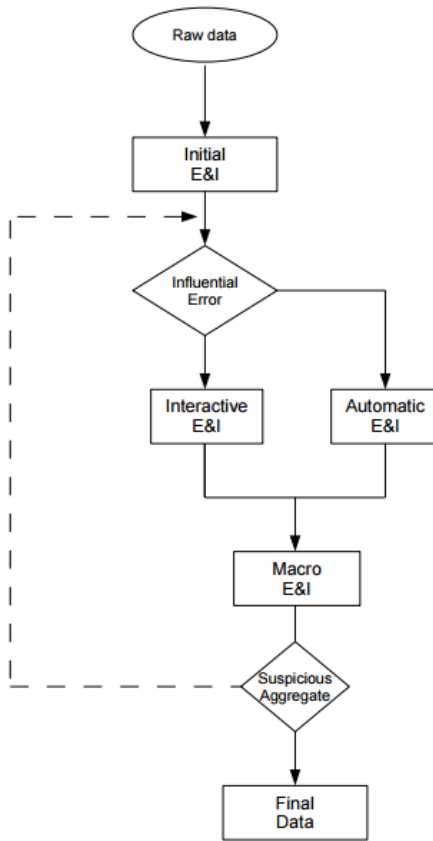 Raw data
Initial
E&I
Influential
Error
Interactive
E&I
Automatic
E&I
Macro
E&I
Suspicious
Aggregate
Final
Data